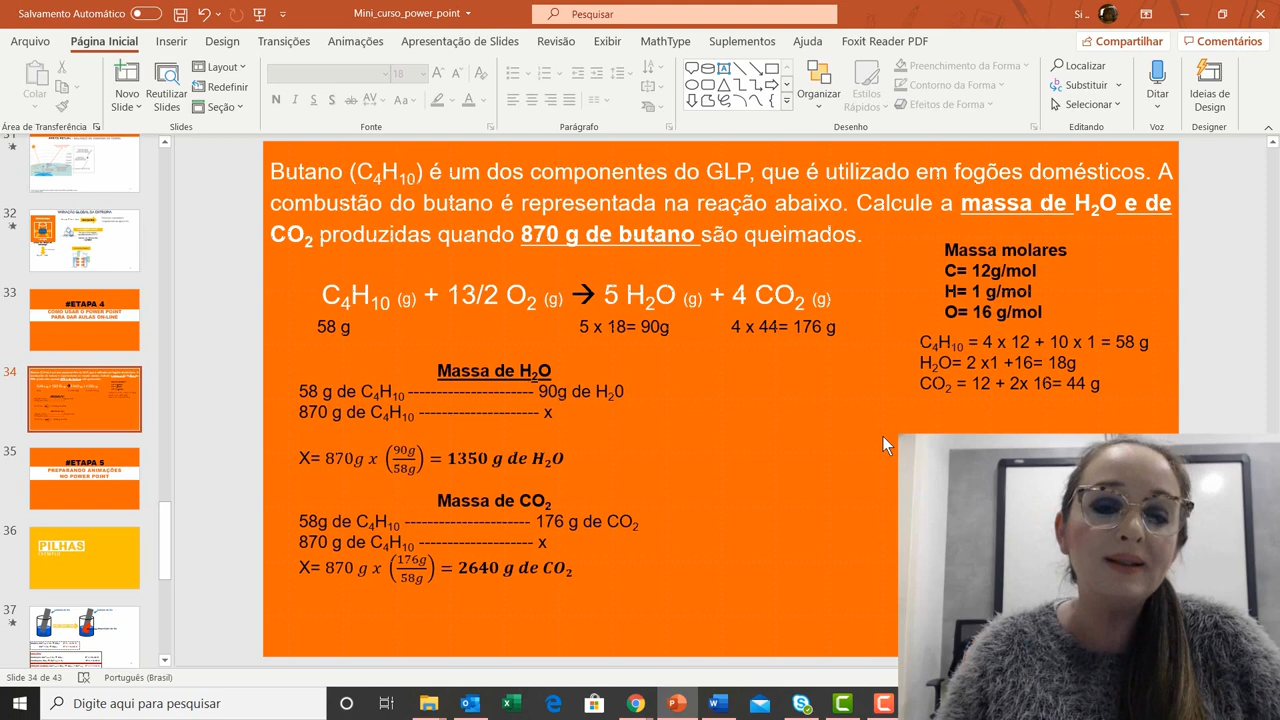 Salvamento Automático
Mini_curso_power_point
Pesquisar
Si ...
Arquivo
Página Inicial
Inserir
Design
Transições
Animações
Apresentação de Slides
Revisão
Exibir
MathType
Suplementos
Ajuda
Foxit Reader PDF
Compartilhar
Comentários
Colar
Novo
Slide
Reutilizar
Slides
Layout
Redefinir
Seção
18
N I S S ab AV Aa A
Organizar
Estilos
Rápidos
Preenchimento da Forma
Contorno da Forma
Efeitos de Forma
Localizar
Substituir
Selecionar
Ditar
Ideias de
Design
Área de Transferência
Slides
Fonte
Parágrafo
Desenho
Editando
Voz
Designer
32
33
#ETAPA 4
COMO USAR O POWER POINT
PARA DAR AULAS ON-LINE
34
35
#ETAPA 5
PREPARANDO ANIMAÇÕES
NO POWER POINT
36
PILHAS
37
Butano (C₄H₁₀) é um dos componentes do GLP, que é utilizado em fogões domésticos. A
combustão do butano é representada na reação abaixo. Calcule a massa de H₂O e de
CO₂ produzidas quando 870 g de butano são queimados.
Massa molares
C= 12g/mol
H= 1 g/mol
O= 16 g/mol
C₄H₁₀ (g) + 13/2 O₂ (g) → 5 H₂O (g) + 4 CO₂ (g)
58 g 5 x 18= 90g 4 x 44= 176 g
C₄H₁₀ = 4 x 12 + 10 x 1 = 58 g
H₂O= 2 x1 +16= 18g
CO₂ = 12 + 2x 16= 44 g
Massa de H₂O
58 g de C₄H₁₀ ----------------------- 90g de H₂0
870 g de C₄H₁₀ --------------------- x
X= 870g x (90g/58g) = 1350 g de H₂O
Massa de CO₂
58g de C₄H₁₀ ----------------------- 176 g de CO₂
870 g de C₄H₁₀ -------------------- x
X= 870 g x (176g/58g) = 2640 g de CO₂
Slide 34 de 43
Português (Brasil)
Digite aqui para pesquisar